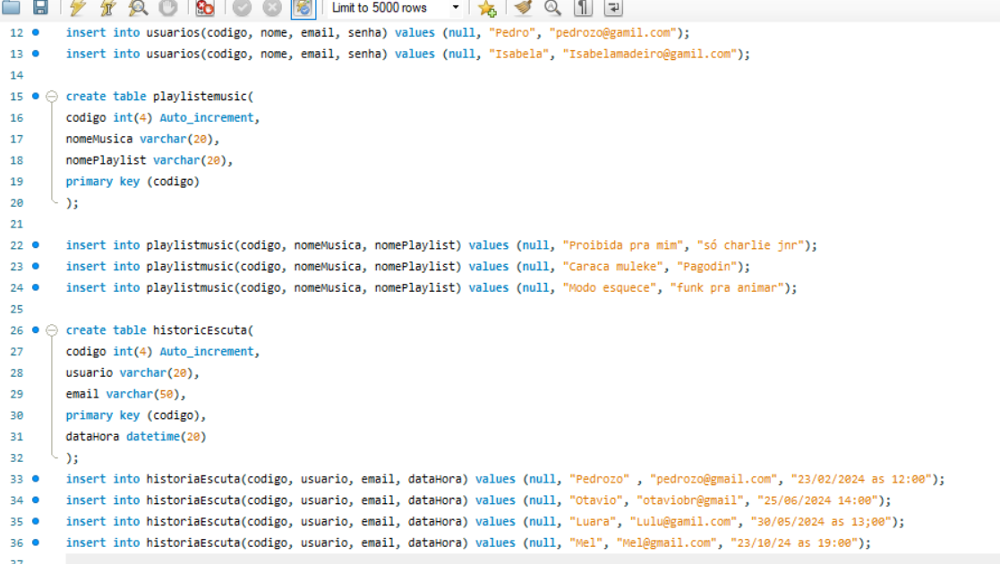 Limit to 5000 rows
12 insert into usuarios(codigo, nome, email, senha) values (null, "Pedro", "pedrozo@gamil.com");
13 insert into usuarios(codigo, nome, email, senha) values (null, "Isabela", "Isabelamadeiro@gamil.com");
14
15 create table playlistemusic(
16 codigo int(4) Auto_increment,
17 nomeMusica varchar(20),
18 nomePlaylist varchar(20),
19 primary key (codigo)
20 );
21
22 insert into playlistmusic(codigo, nomeMusica, nomePlaylist) values (null, "Proibida pra mim", "só charlie jnr");
23 insert into playlistmusic(codigo, nomeMusica, nomePlaylist) values (null, "Caraca muleke", "Pagodin");
24 insert into playlistmusic(codigo, nomeMusica, nomePlaylist) values (null, "Modo esquece", "funk pra animar");
25
26 create table historicEscuta(
27 codigo int(4) Auto_increment,
28 usuario varchar(20),
29 email varchar(50),
30 primary key (codigo),
31 dataHora datetime(20)
32 );
33 insert into historiaEscuta(codigo, usuario, email, dataHora) values (null, "Pedrozo" , "pedrozo@gmail.com", "23/02/2024 as 12:00");
34 insert into historiaEscuta(codigo, usuario, email, dataHora) values (null, "Otavio", "otaviobr@gmail", "25/06/2024 14:00");
35 insert into historiaEscuta(codigo, usuario, email, dataHora) values (null, "Luara", "Lulu@gamil.com", "30/05/2024 as 13;00");
36 insert into historiaEscuta(codigo, usuario, email, dataHora) values (null, "Mel", "Mel@gmail.com", "23/10/24 as 19:00");
37